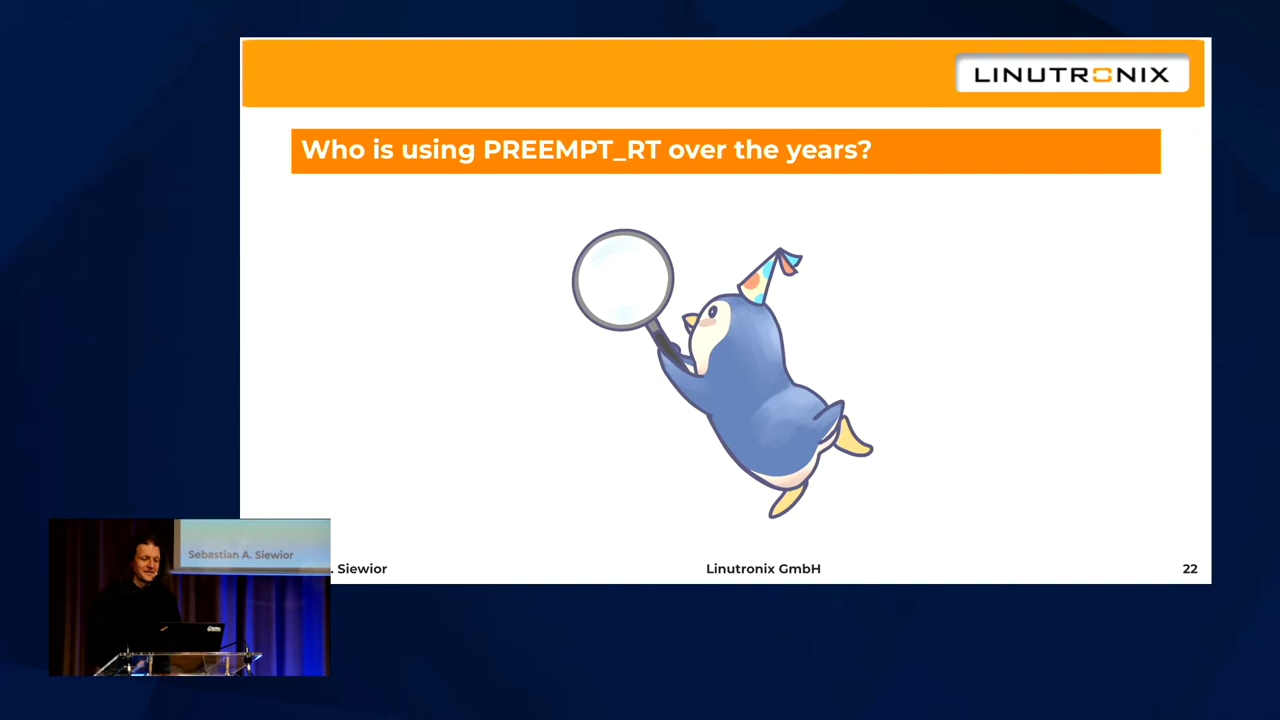 LINUTRONIX
Who is using PREEMPT_RT over the years?
Sebastian A. Siewior
. Siewior
Linutronix GmbH
22